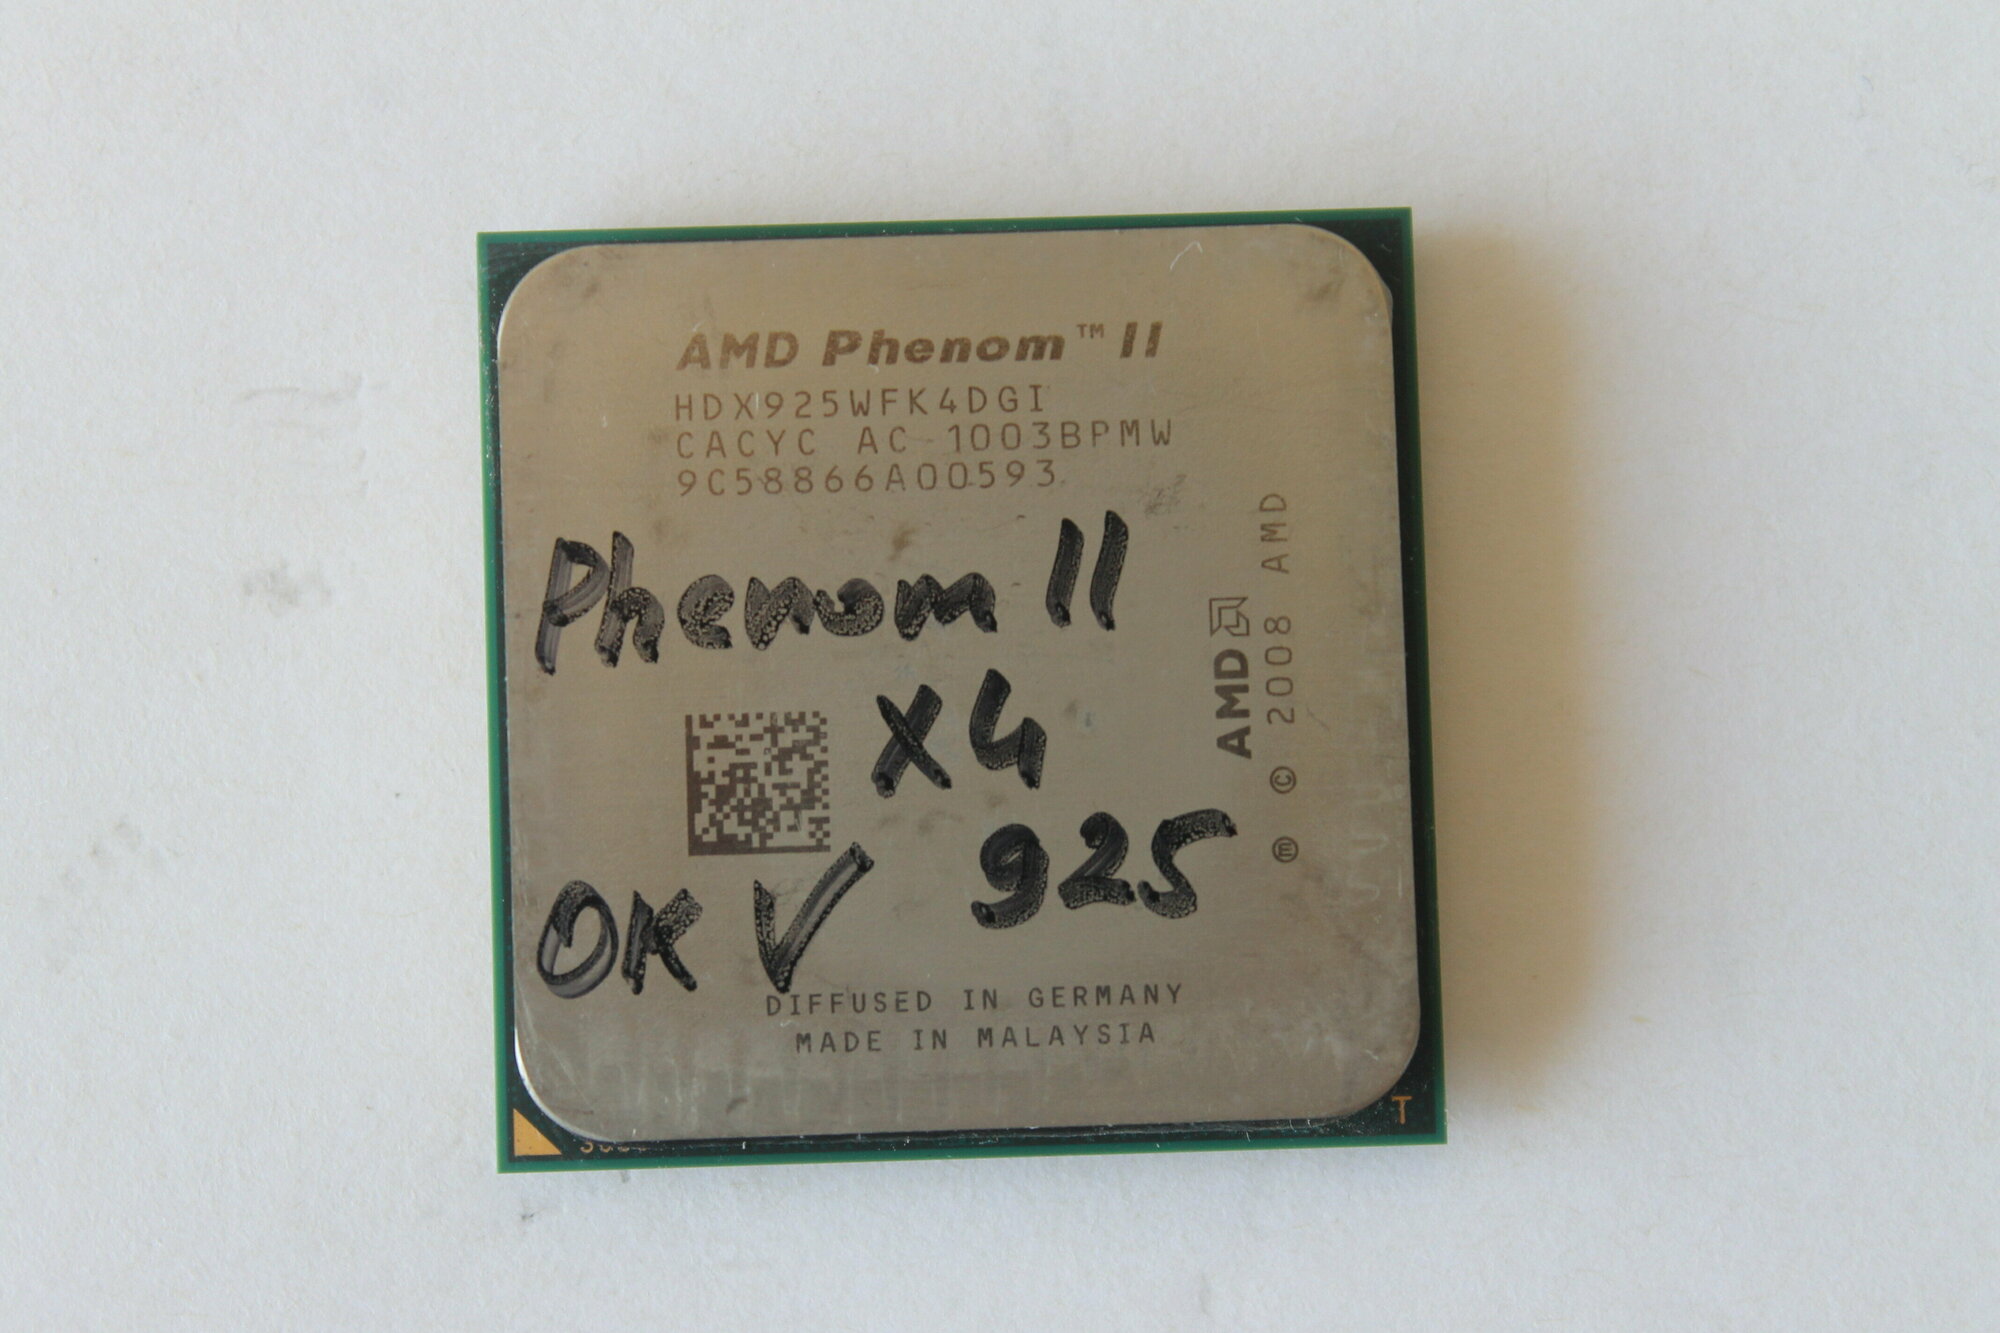 AMD Phenom™ II
HDX925WFK4DGI
CACYC AC 1003BPMW
9C58866A00593
Phenom II
X4
925
OK V
DIFFUSED IN GERMANY
MADE IN MALAYSIA
AMD
ⓜ © 2008 AMD
T